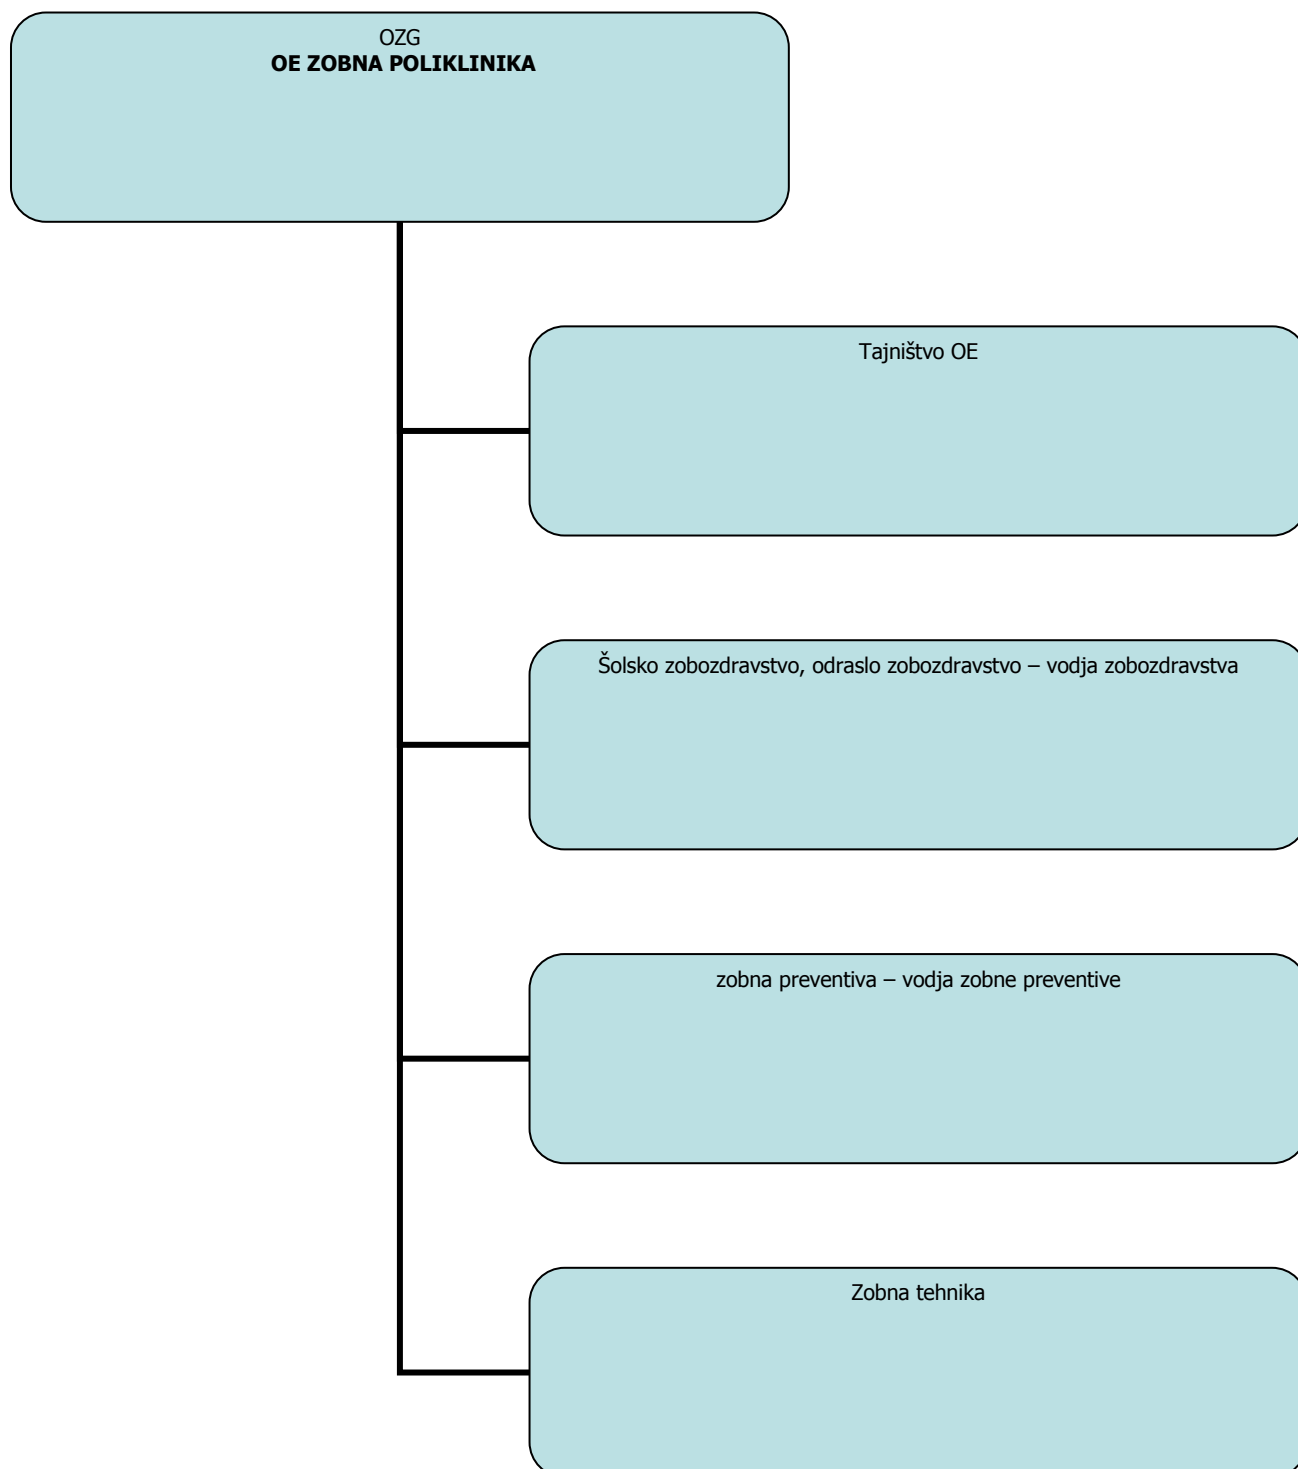 OZG
OE ZOBNA POLIKLINIKA
Tajništvo OE
Šolsko zobozdravstvo, odraslo zobozdravstvo – vodja zobozdravstva
zobna preventiva – vodja zobne preventive
Zobna tehnika